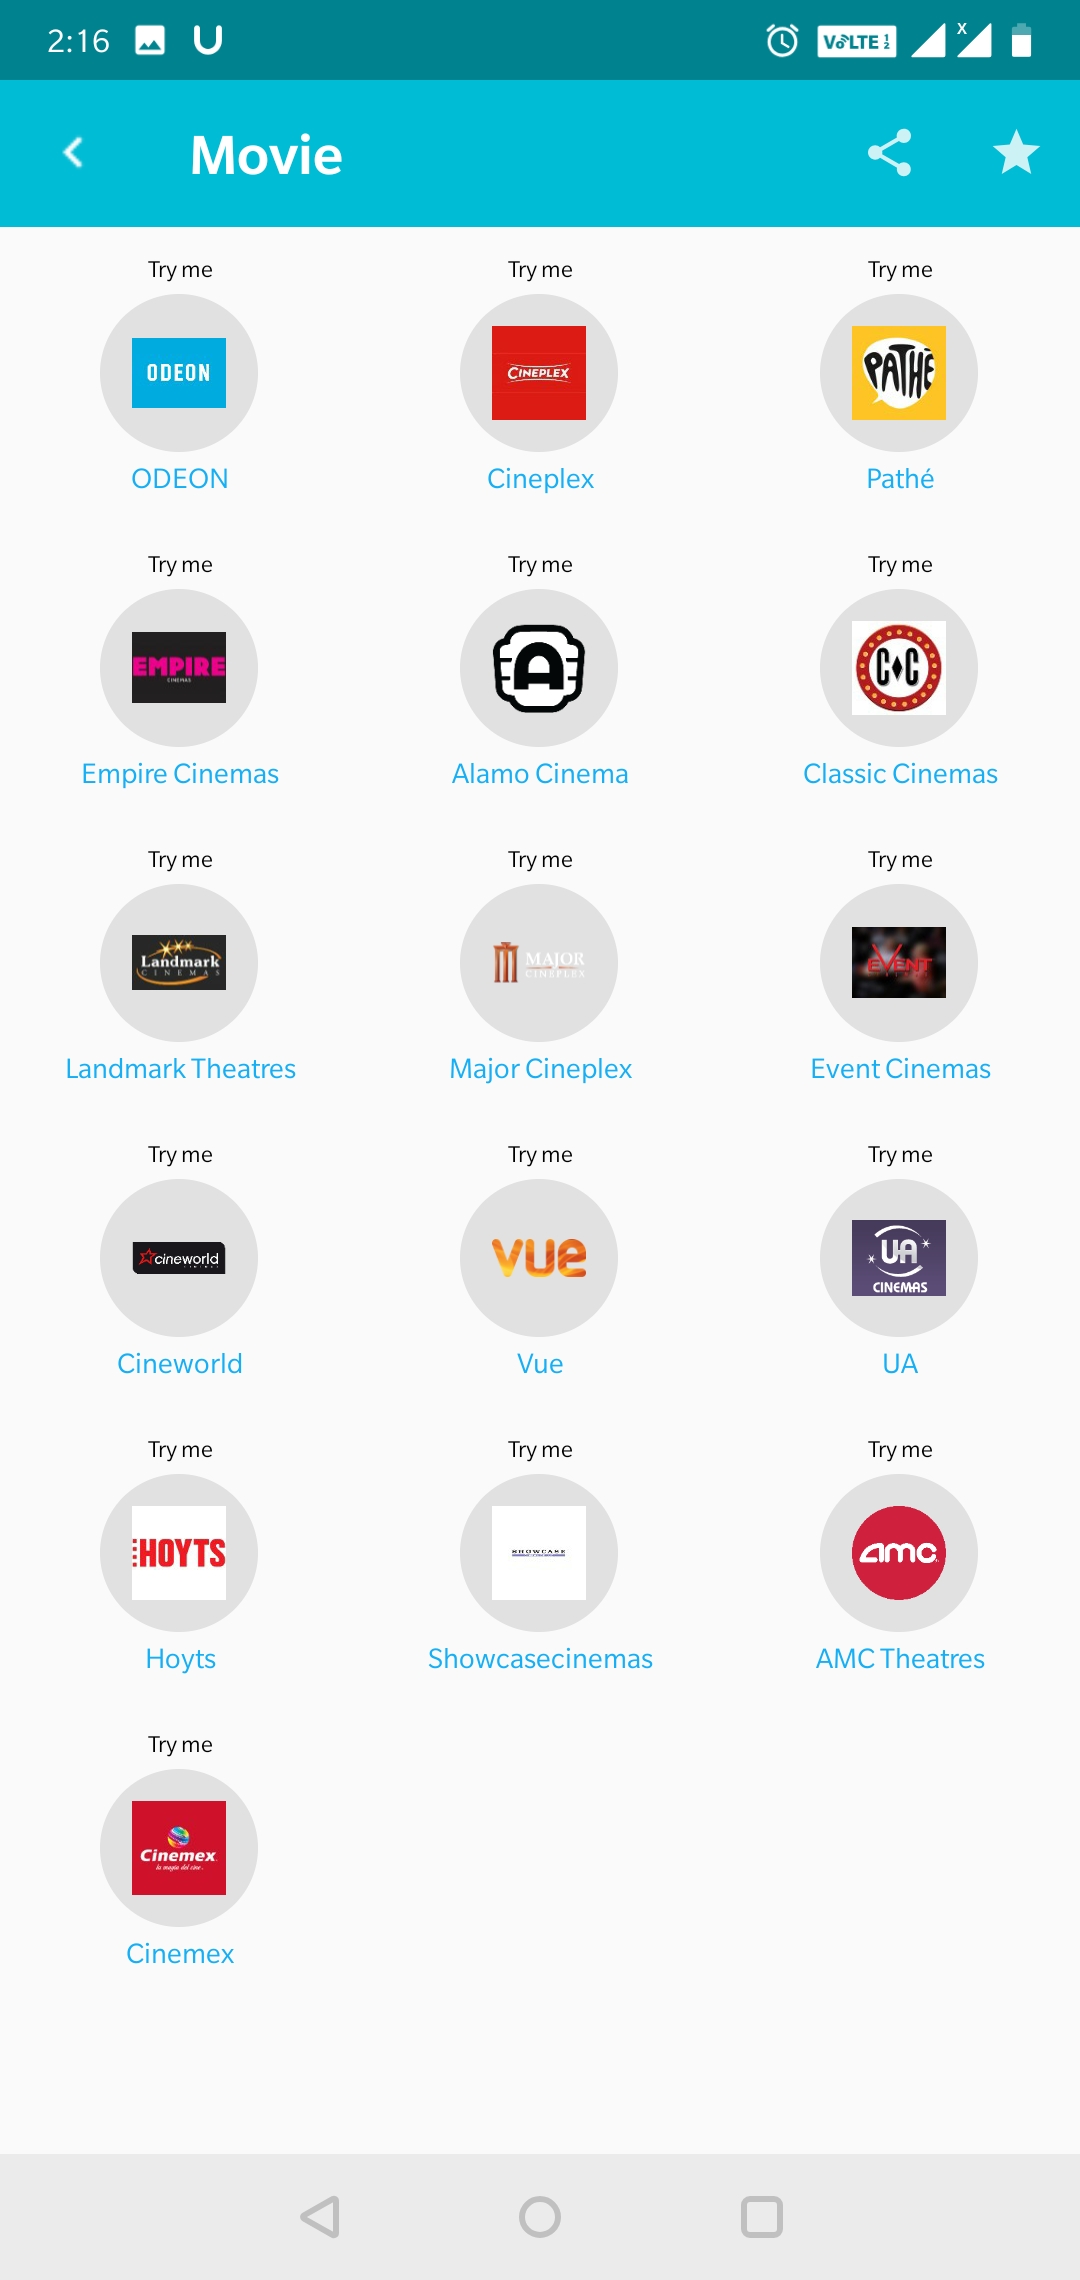 2:16 VoLTE 1 2 X
Movie
Try me Try me Try me
ODEON CINEPLEX PATHÉ
ODEON Cineplex Pathé
Try me Try me Try me
EMPIRE CINEMAS A C C
Empire Cinemas Alamo Cinema Classic Cinemas
Try me Try me Try me
Landmark CINEMAS MAJOR CINEPLEX EVENT
Landmark Theatres Major Cineplex Event Cinemas
Try me Try me Try me
cineworld vue UA CINEMAS
Cineworld Vue UA
Try me Try me Try me
HOYTS SHOWCASE amc
Hoyts Showcasecinemas AMC Theatres
Try me
Cinemex
la magia del cine.
Cinemex